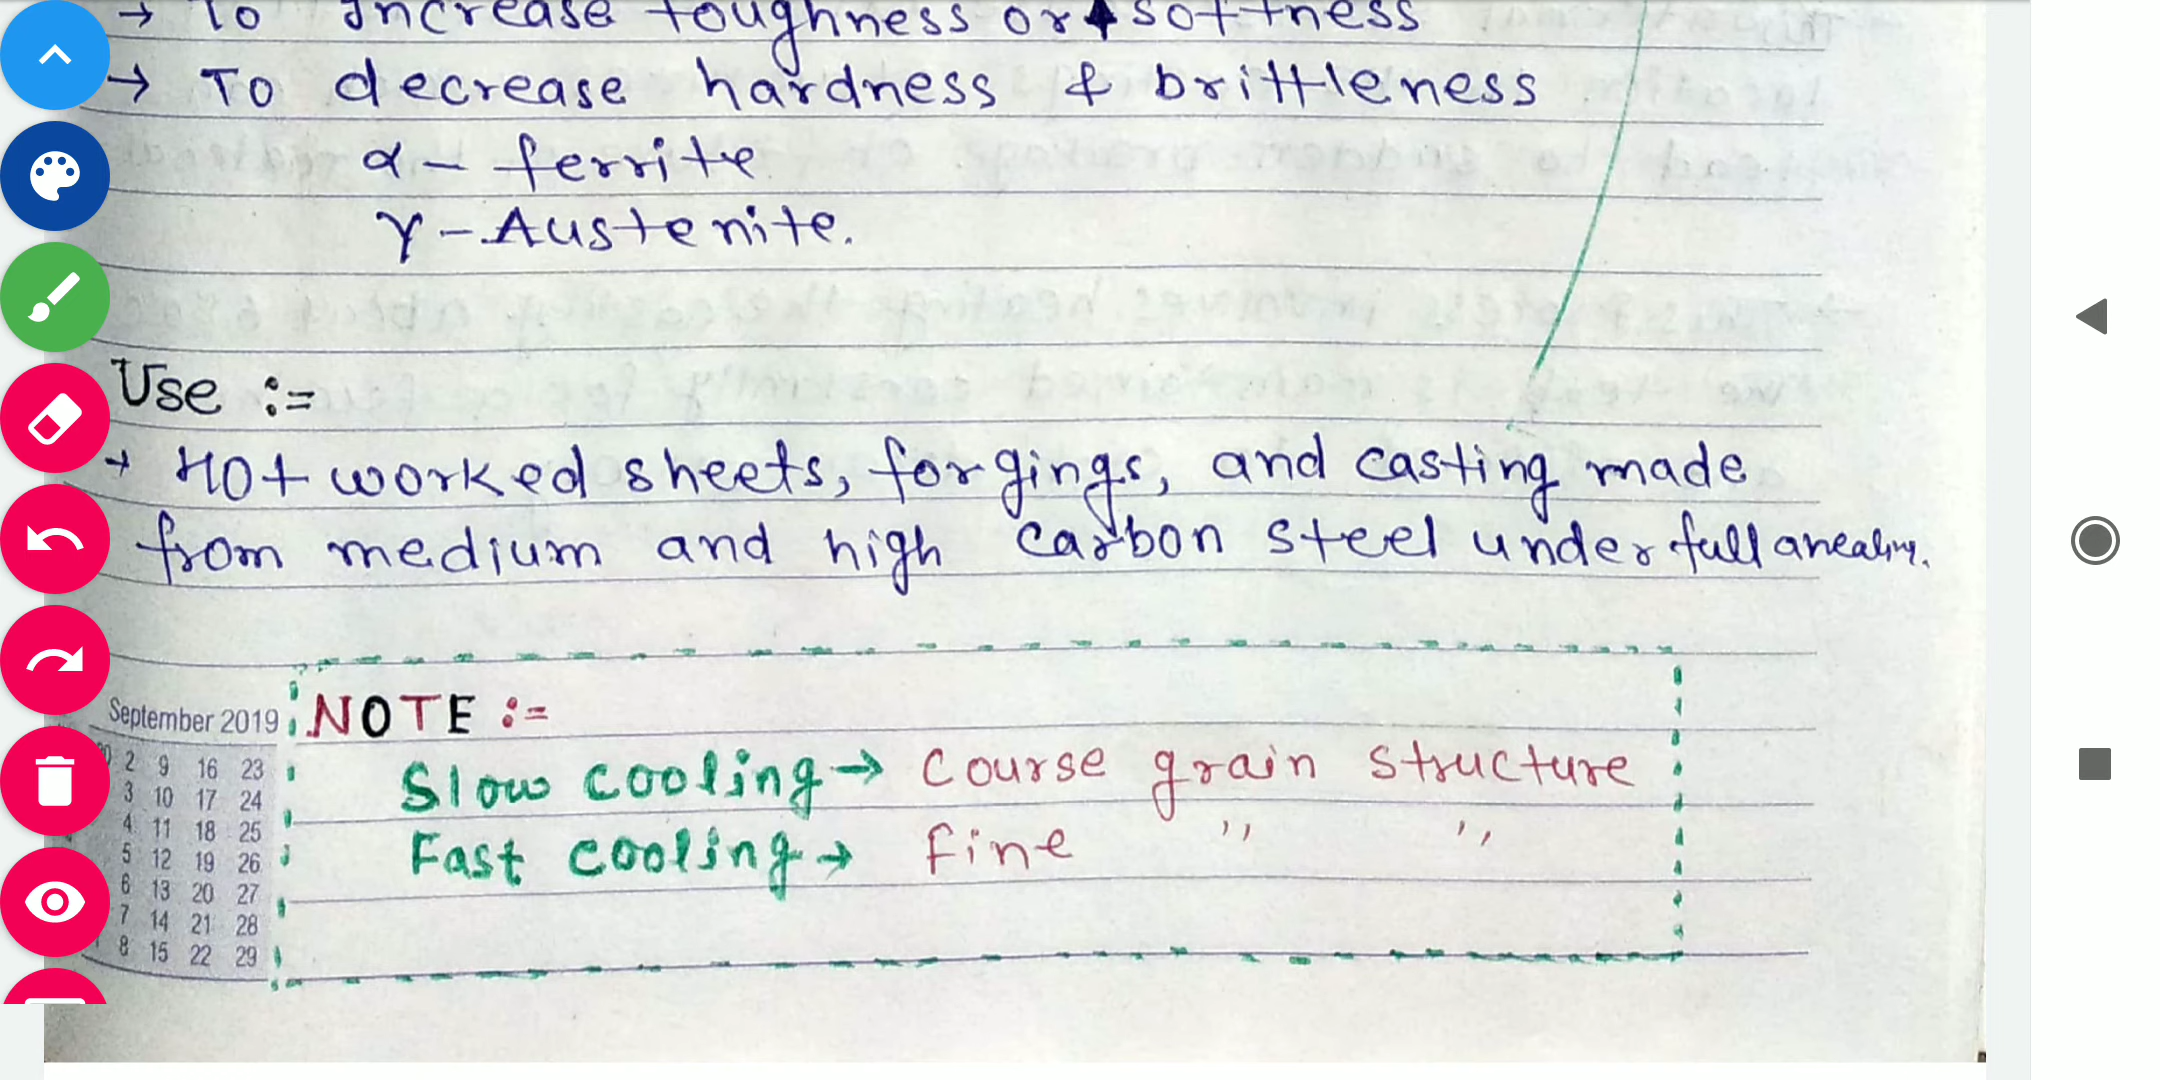 → To Increase toughness or softness
→ To decrease hardness & brittleness
α – ferrite
γ – Austenite.
Use :=
→ Hot worked sheets, forgings, and casting made
from medium and high carbon steel under full anealing.
NOTE :=
Slow cooling → Course grain structure
Fast cooling → fine " "
September 2019
30 2 9 16 23
3 10 17 24
4 11 18 25
5 12 19 26
6 13 20 27
7 14 21 28
1 8 15 22 29